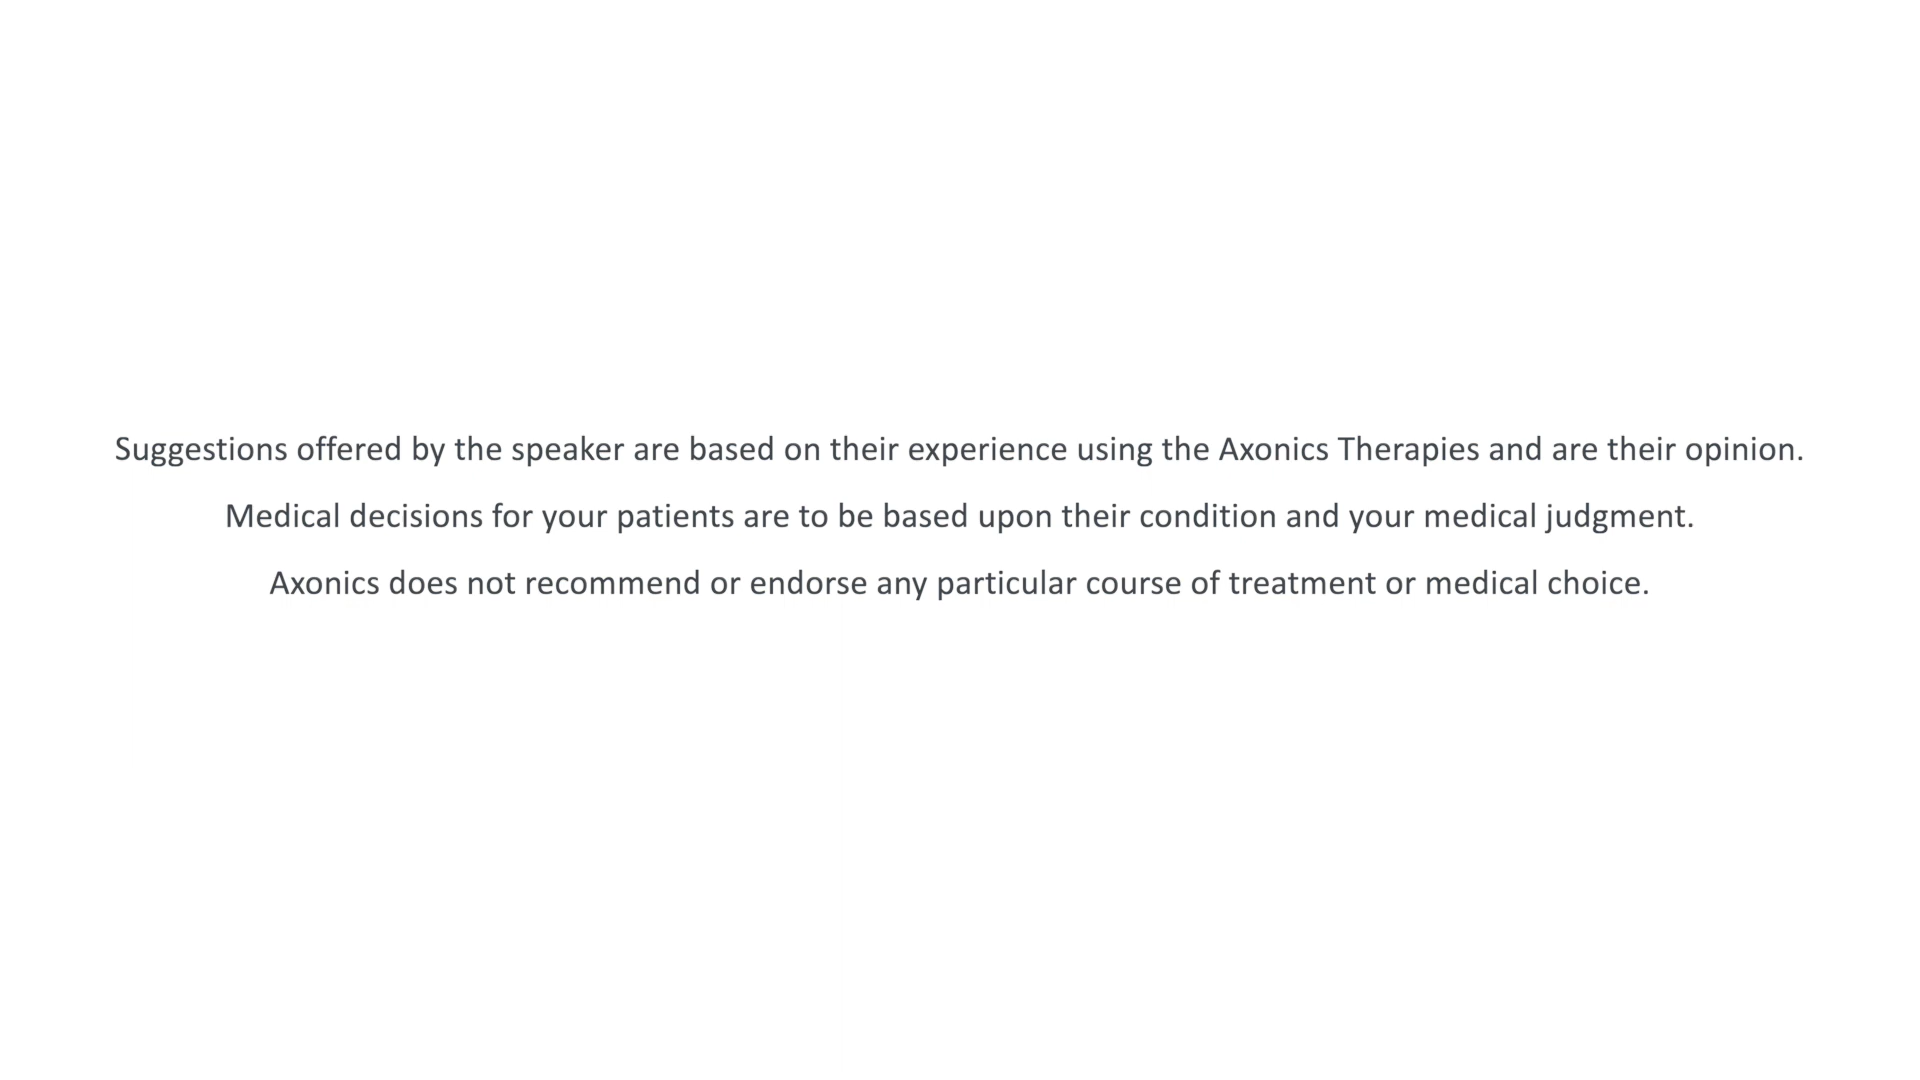 Suggestions offered by the speaker are based on their experience using the Axonics Therapies and are their opinion.
Medical decisions for your patients are to be based upon their condition and your medical judgment.
Axonics does not recommend or endorse any particular course of treatment or medical choice.